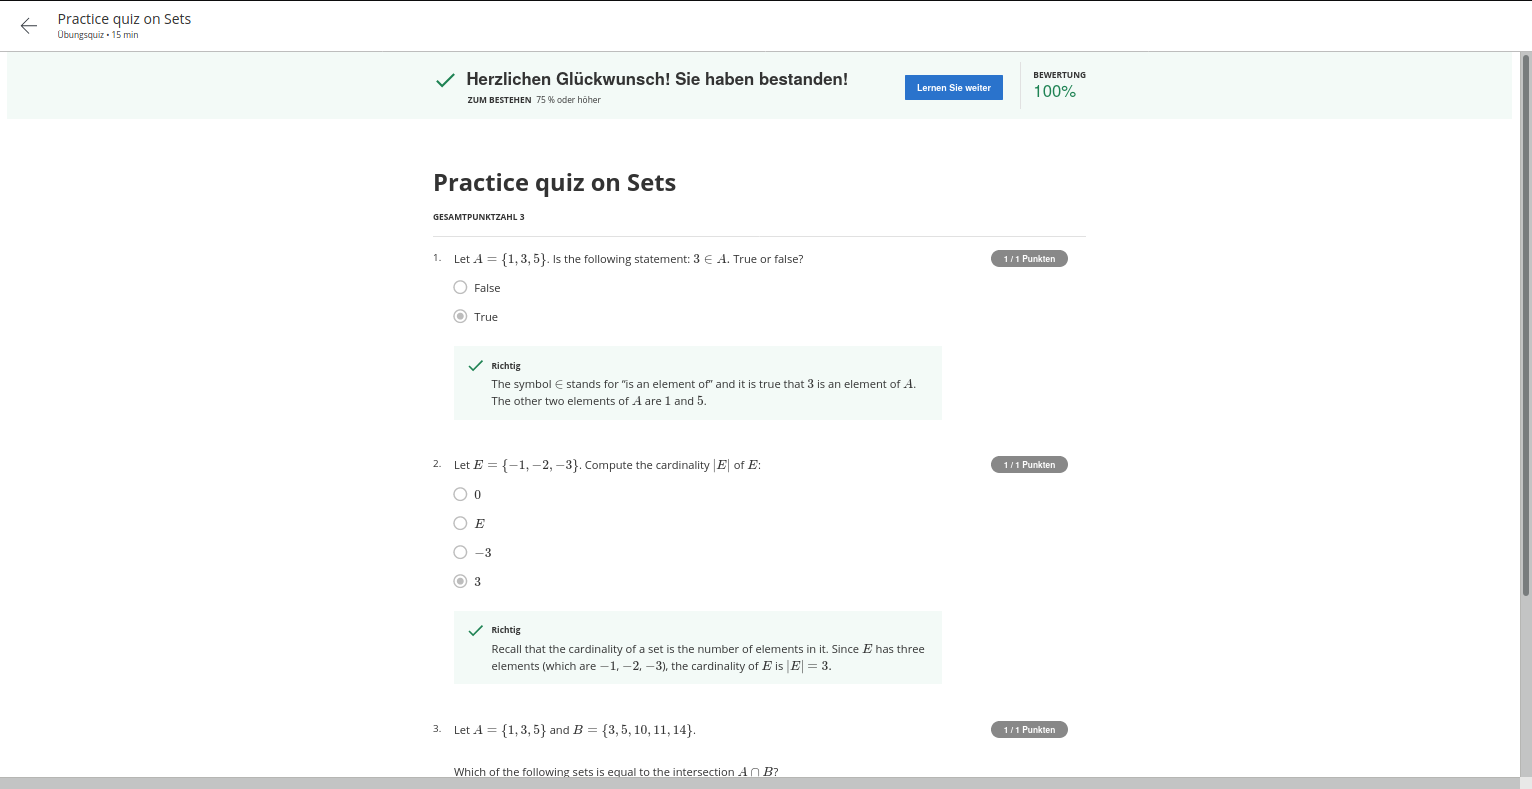 Practice quiz on Sets
Übungsquiz • 15 min
Herzlichen Glückwunsch! Sie haben bestanden!
ZUM BESTEHEN 75 % oder höher
Lernen Sie weiter
BEWERTUNG
100%
Practice quiz on Sets
GESAMTPUNKTZAHL 3
1. Let A = {1, 3, 5}. Is the following statement: 3 ∈ A. True or false?
1 / 1 Punkten
False
True
Richtig
The symbol ∈ stands for “is an element of” and it is true that 3 is an element of A.
The other two elements of A are 1 and 5.
2. Let E = {−1, −2, −3}. Compute the cardinality |E| of E:
1 / 1 Punkten
0
E
−3
3
Richtig
Recall that the cardinality of a set is the number of elements in it. Since E has three
elements (which are −1, −2, −3), the cardinality of E is |E| = 3.
3. Let A = {1, 3, 5} and B = {3, 5, 10, 11, 14}.
1 / 1 Punkten
Which of the following sets is equal to the intersection A ∩ B?